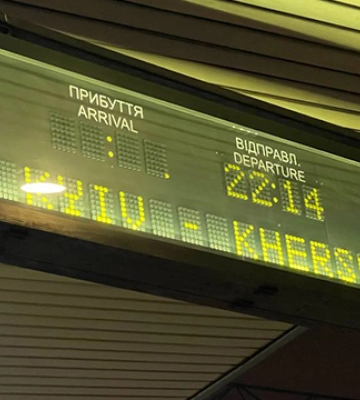 ПРИБУТТЯ
ARRIVAL
:
ВІДПРАВЛ.
DEPARTURE
22:14
KYIV - KHERS